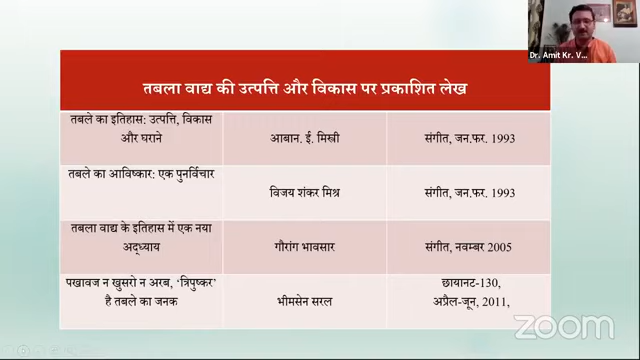 Dr. Amit Kr. V...
तबला वाद्य की उत्पत्ति और विकास पर प्रकाशित लेख
तबले का इतिहास: उत्पत्ति, विकास
और घराने
आबान. ई. मिस्त्री
संगीत, जन.फर. 1993
तबले का आविष्कार: एक पुनर्विचार
विजय शंकर मिश्र
संगीत, जन.फ़र. 1993
तबला वाद्य के इतिहास में एक नया
अद्ध्याय
गौरांग भावसार
संगीत, नवम्बर 2005
पखावज न खुसरो न अरब, ‘त्रिपुष्कर’
है तबले का जनक
भीमसेन सरल
छायानट-130,
अप्रैल-जून, 2011,
zoom